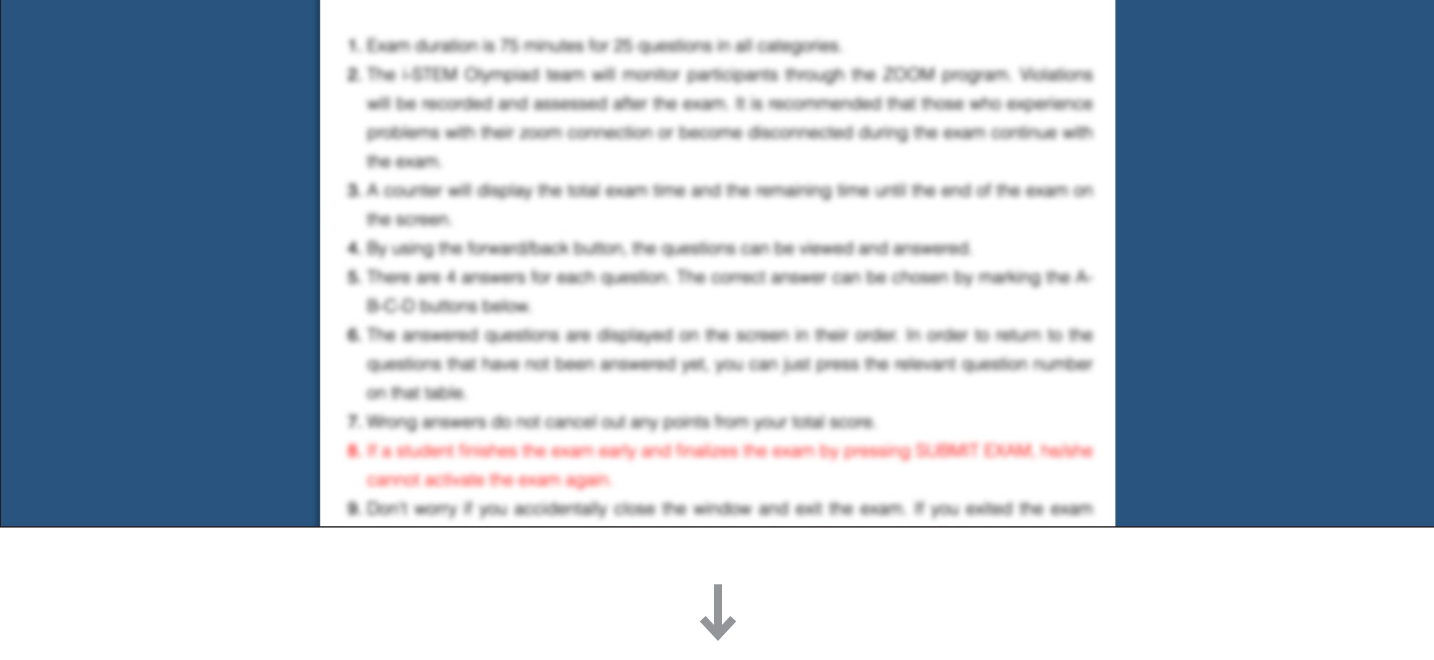 1. Exam duration is 75 minutes for 25 questions in all categories.
2. The i-STEM Olympiad team will monitor participants through the ZOOM program. Violations
will be recorded and assessed after the exam. It is recommended that those who experience
problems with their zoom connection or become disconnected during the exam continue with
the exam.
3. A counter will display the total exam time and the remaining time until the end of the exam on
the screen.
4. By using the forward/back button, the questions can be viewed and answered.
5. There are 4 answers for each question. The correct answer can be chosen by marking the A-
B-C-D buttons below.
6. The answered questions are displayed on the screen in their order. In order to return to the
questions that have not been answered yet, you can just press the relevant question number
on that table.
7. Wrong answers do not cancel out any points from your total score.
8. If a student finishes the exam early and finalizes the exam by pressing SUBMIT EXAM, he/she
cannot activate the exam again.
9. Don't worry if you accidentally close the window and exit the exam. If you exited the exam